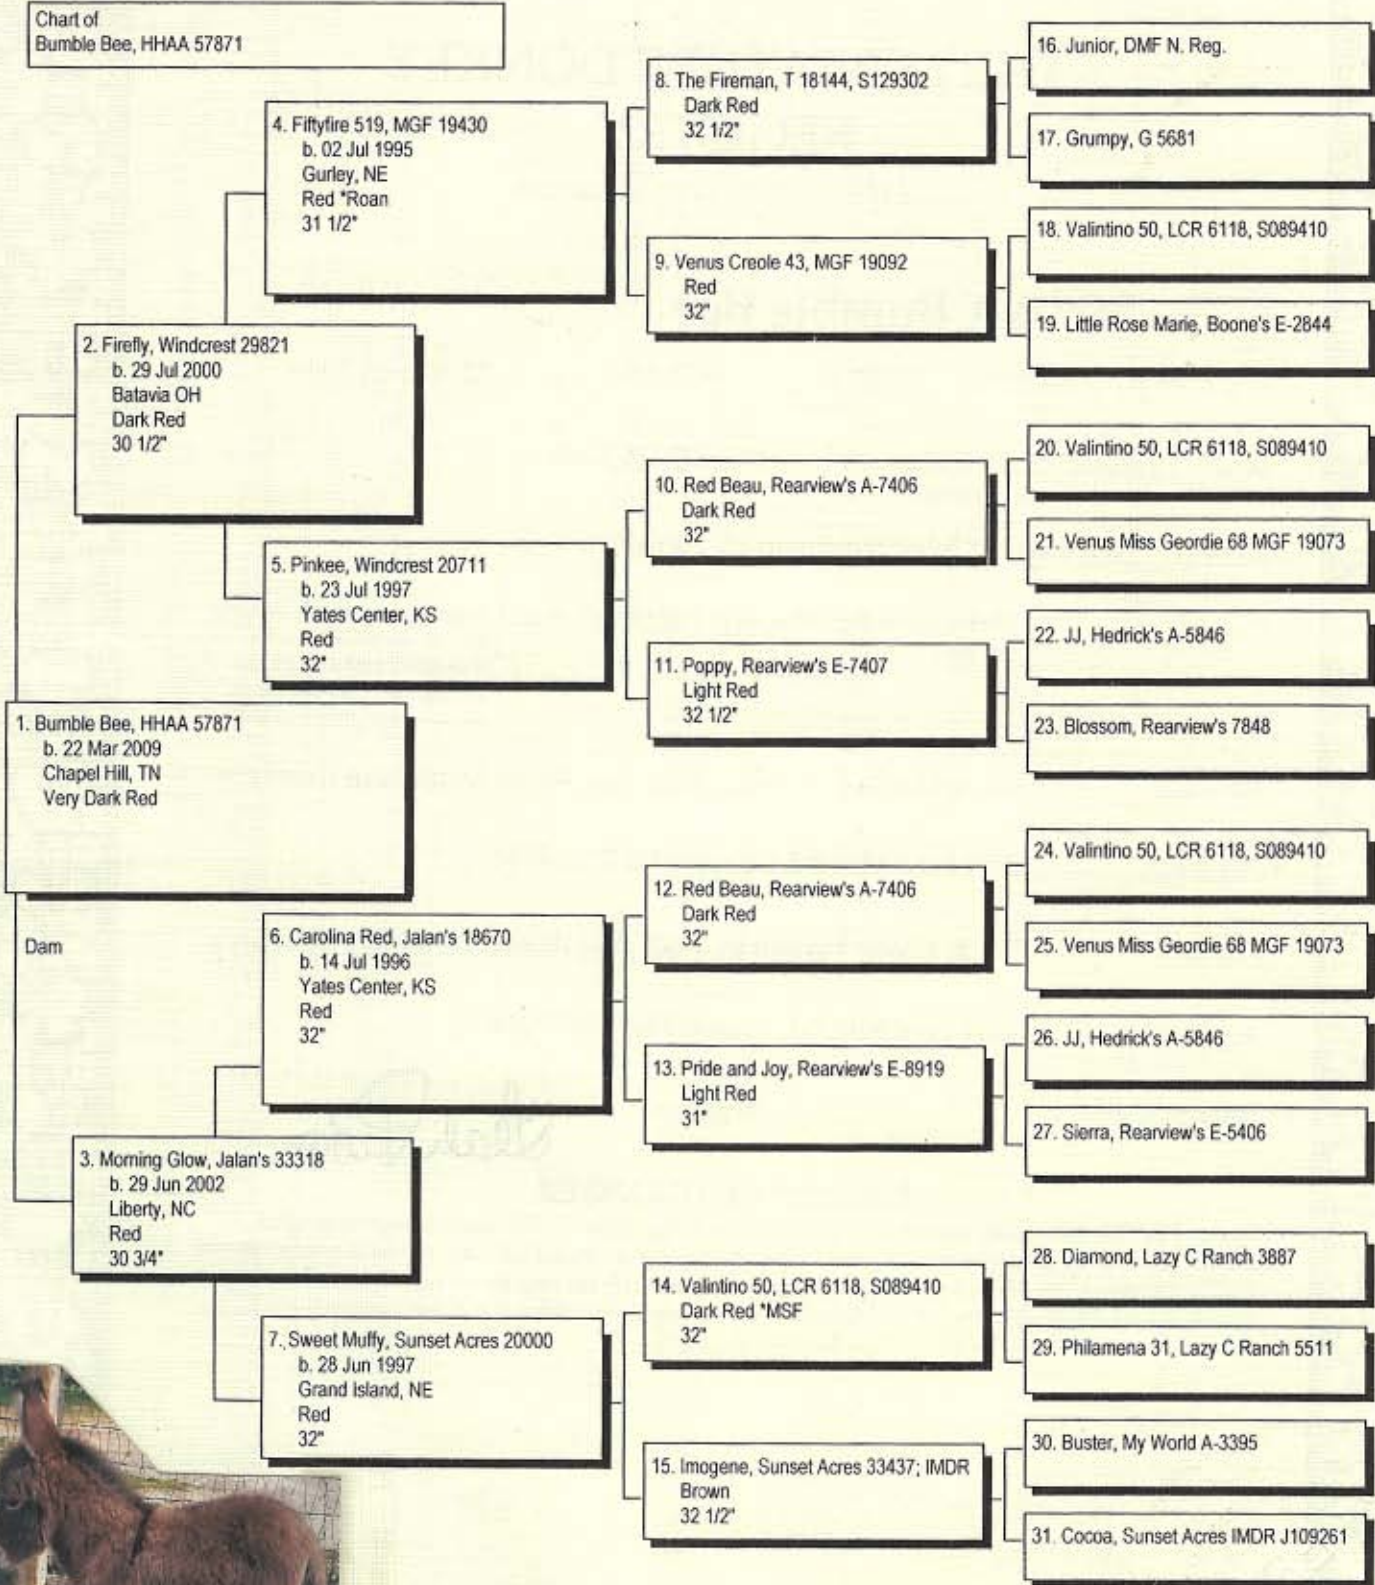 Chart of
Bumble Bee, HHAA 57871
1. Bumble Bee, HHAA 57871
b. 22 Mar 2009
Chapel Hill, TN
Very Dark Red
Dam
2. Firefly, Windcrest 29821
b. 29 Jul 2000
Batavia OH
Dark Red
30 1/2"
3. Morning Glow, Jalan's 33318
b. 29 Jun 2002
Liberty, NC
Red
30 3/4"
4. Fiftyfire 519, MGF 19430
b. 02 Jul 1995
Gurley, NE
Red *Roan
31 1/2"
5. Pinkee, Windcrest 20711
b. 23 Jul 1997
Yates Center, KS
Red
32"
6. Carolina Red, Jalan's 18670
b. 14 Jul 1996
Yates Center, KS
Red
32"
7. Sweet Muffy, Sunset Acres 20000
b. 28 Jun 1997
Grand Island, NE
Red
32"
8. The Fireman, T 18144, S129302
Dark Red
32 1/2"
9. Venus Creole 43, MGF 19092
Red
32"
10. Red Beau, Rearview's A-7406
Dark Red
32"
11. Poppy, Rearview's E-7407
Light Red
32 1/2"
12. Red Beau, Rearview's A-7406
Dark Red
32"
13. Pride and Joy, Rearview's E-8919
Light Red
31"
14. Valintino 50, LCR 6118, S089410
Dark Red *MSF
32"
15. Imogene, Sunset Acres 33437; IMDR
Brown
32 1/2"
16. Junior, DMF N. Reg.
17. Grumpy, G 5681
18. Valintino 50, LCR 6118, S089410
19. Little Rose Marie, Boone's E-2844
20. Valintino 50, LCR 6118, S089410
21. Venus Miss Geordie 68 MGF 19073
22. JJ, Hedrick's A-5846
23. Blossom, Rearview's 7848
24. Valintino 50, LCR 6118, S089410
25. Venus Miss Geordie 68 MGF 19073
26. JJ, Hedrick's A-5846
27. Sierra, Rearview's E-5406
28. Diamond, Lazy C Ranch 3887
29. Philamena 31, Lazy C Ranch 5511
30. Buster, My World A-3395
31. Cocoa, Sunset Acres IMDR J109261